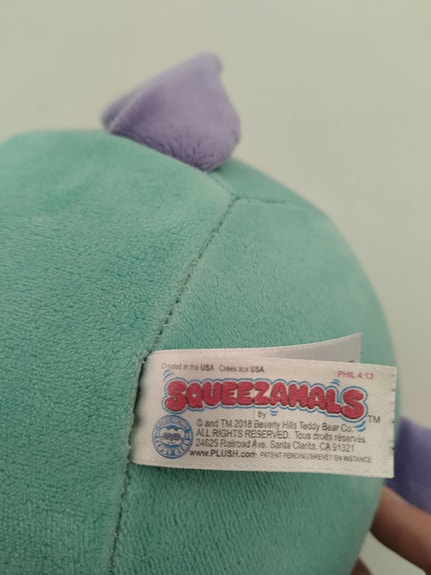 Created in the USA Créés aux USA
PHIL 4:13
SQUEEZAMALS™
by
© and TM 2018 Beverly Hills Teddy Bear Co.
ALL RIGHTS RESERVED. Tous droits réservés.
24625 Railroad Ave. Santa Clarita, CA 91321
www.PLUSH.com PATENT PENDING/BREVET EN INSTANCE